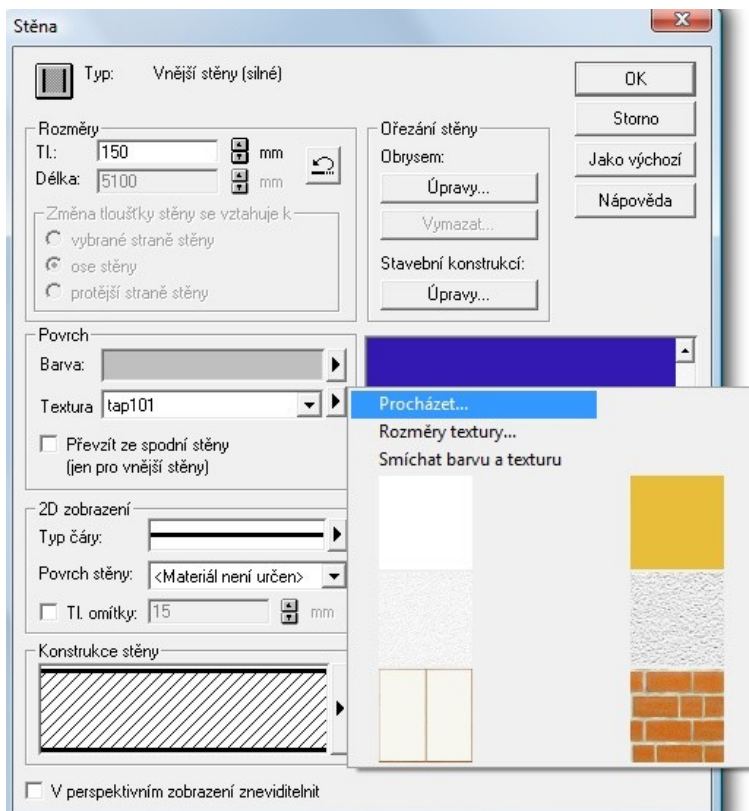 Stěna
Typ: Vnější stěny (silné)
OK
Storno
Jako výchozí
Nápověda
Rozměry
Tl.: 150 mm
Délka: 5100 mm
Změna tloušťky stěny se vztahuje k
vybrané straně stěny
ose stěny
protější straně stěny
Ořezání stěny
Obrysem:
Úpravy...
Vymazat...
Stavební konstrukcí:
Úpravy...
Povrch
Barva:
Textura tap101
Převzít ze spodní stěny
(jen pro vnější stěny)
Procházet...
Rozměry textury...
Smíchat barvu a texturu
2D zobrazení
Typ čáry:
Povrch stěny: <Materiál není určen>
Tl. omítky: 15 mm
Konstrukce stěny
V perspektivním zobrazení zneviditelnit